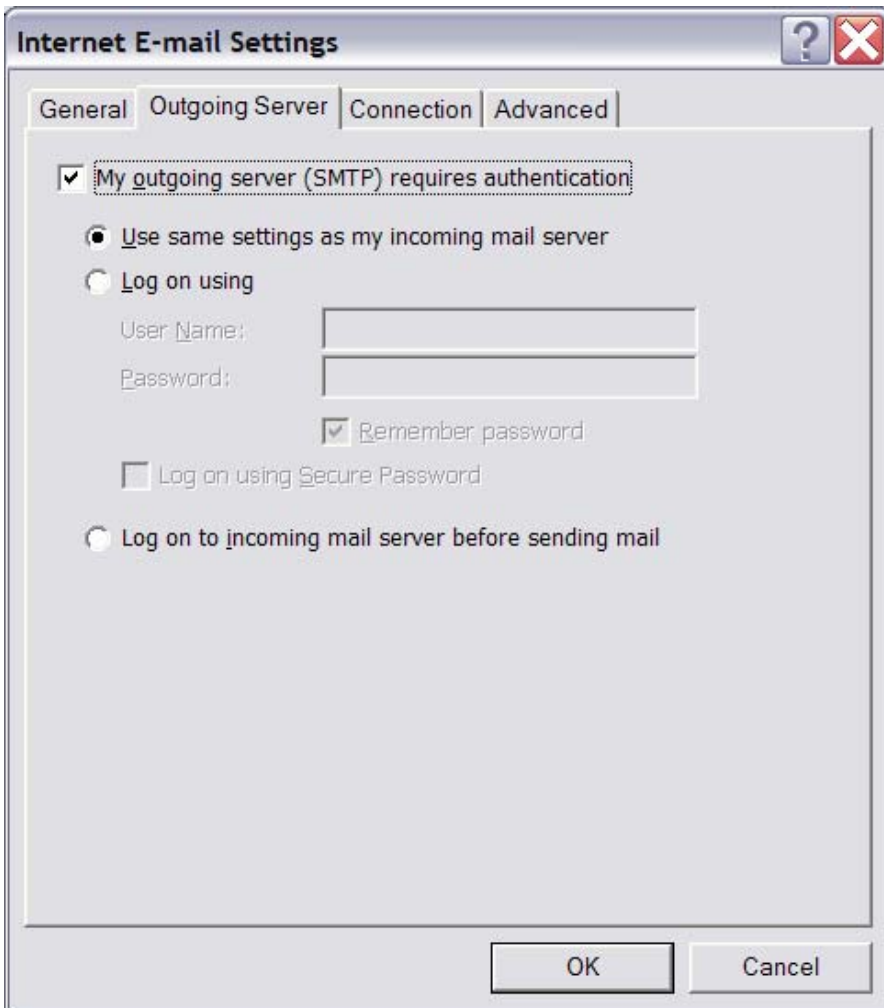 Internet E-mail Settings
General Outgoing Server Connection Advanced
My outgoing server (SMTP) requires authentication
Use same settings as my incoming mail server
Log on using
User Name:
Password:
Remember password
Log on using Secure Password
Log on to incoming mail server before sending mail
OK Cancel